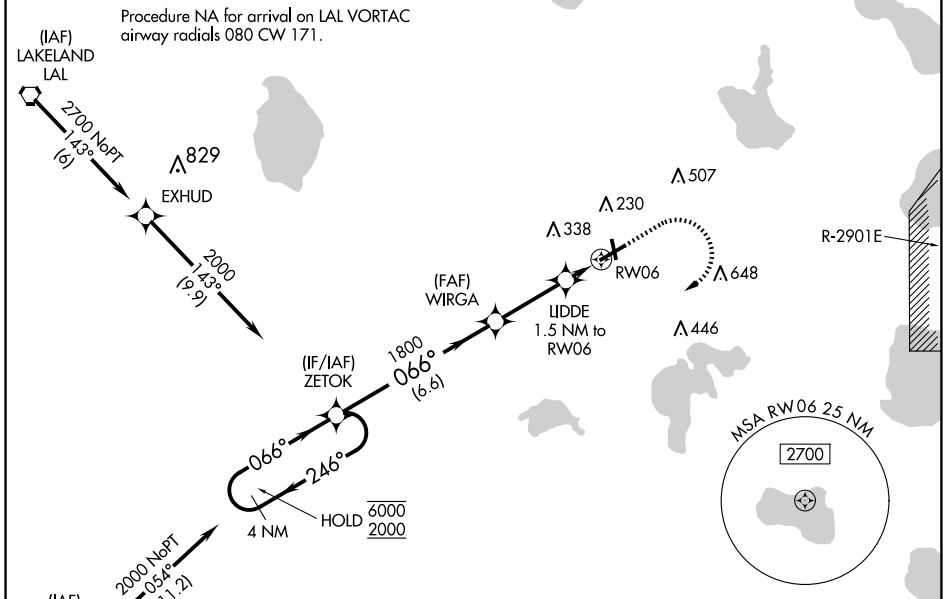 Procedure NA for arrival on LAL VORTAC
airway radials 080 CW 171.
(IAF)
LAKELAND
LAL
2700 NoPT
143°
(6)
829
EXHUD
2000
143°
(9.9)
507
230
338
R-2901E
RW06
648
(FAF)
WIRGA
LIDDE
1.5 NM to
RW06
446
1800
066°
(6.6)
(IF/IAF)
ZETOK
066°
246°
HOLD
6000
2000
4 NM
MSA RW06 25 NM
2700
2000 NoPT
054°
11.2)
(IAF)